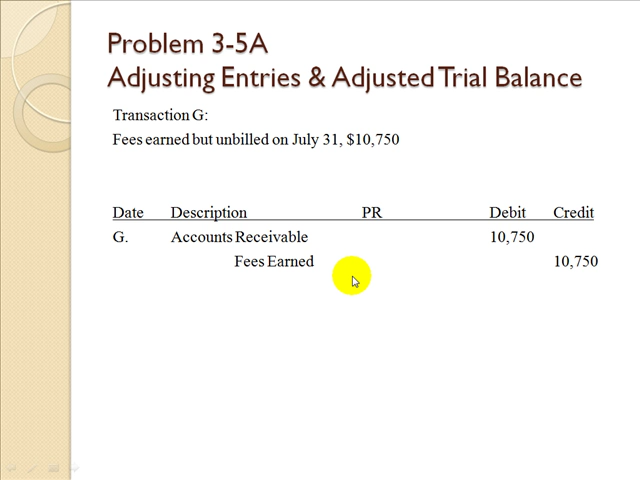 Problem 3-5A
Adjusting Entries & Adjusted Trial Balance
Transaction G:
Fees earned but unbilled on July 31, $10,750
Date Description PR Debit Credit
G. Accounts Receivable 10,750
Fees Earned 10,750